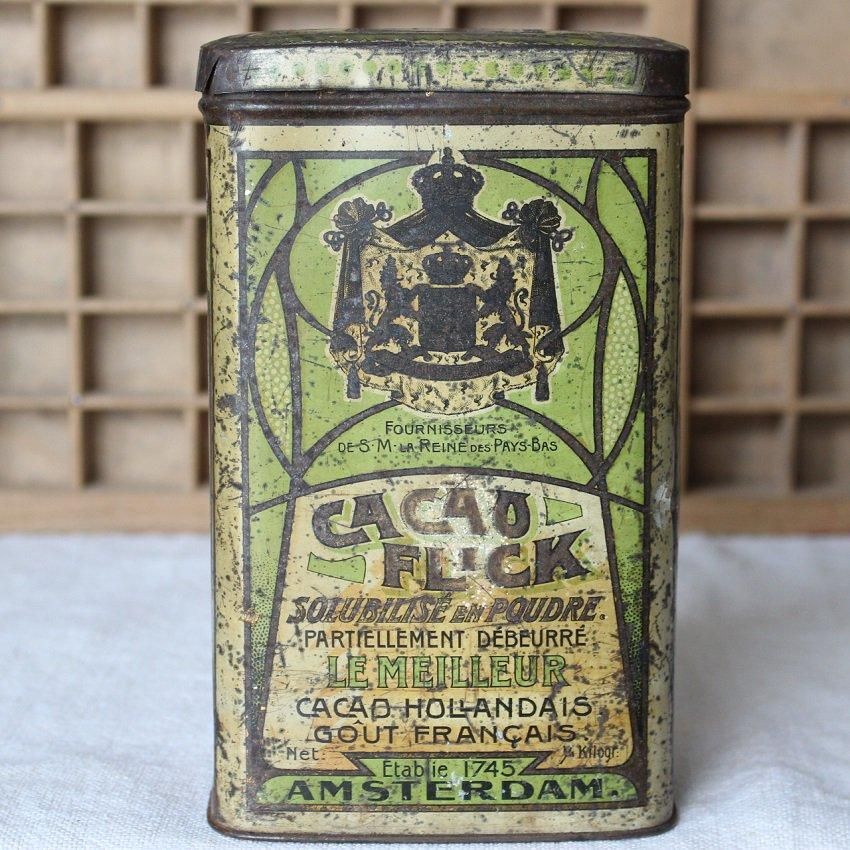 FOURNISSEURS
DE S·M·LA REINE DES PAYS-BAS
CACAO
FLICK
SOLUBILISÉ EN POUDRE.
PARTIELLEMENT DÉBEURRÉ
LE MEILLEUR
CACAO HOLLANDAIS
GOÛT FRANÇAIS.
Net: Kilogr.
Etablie 1745
AMSTERDAM.